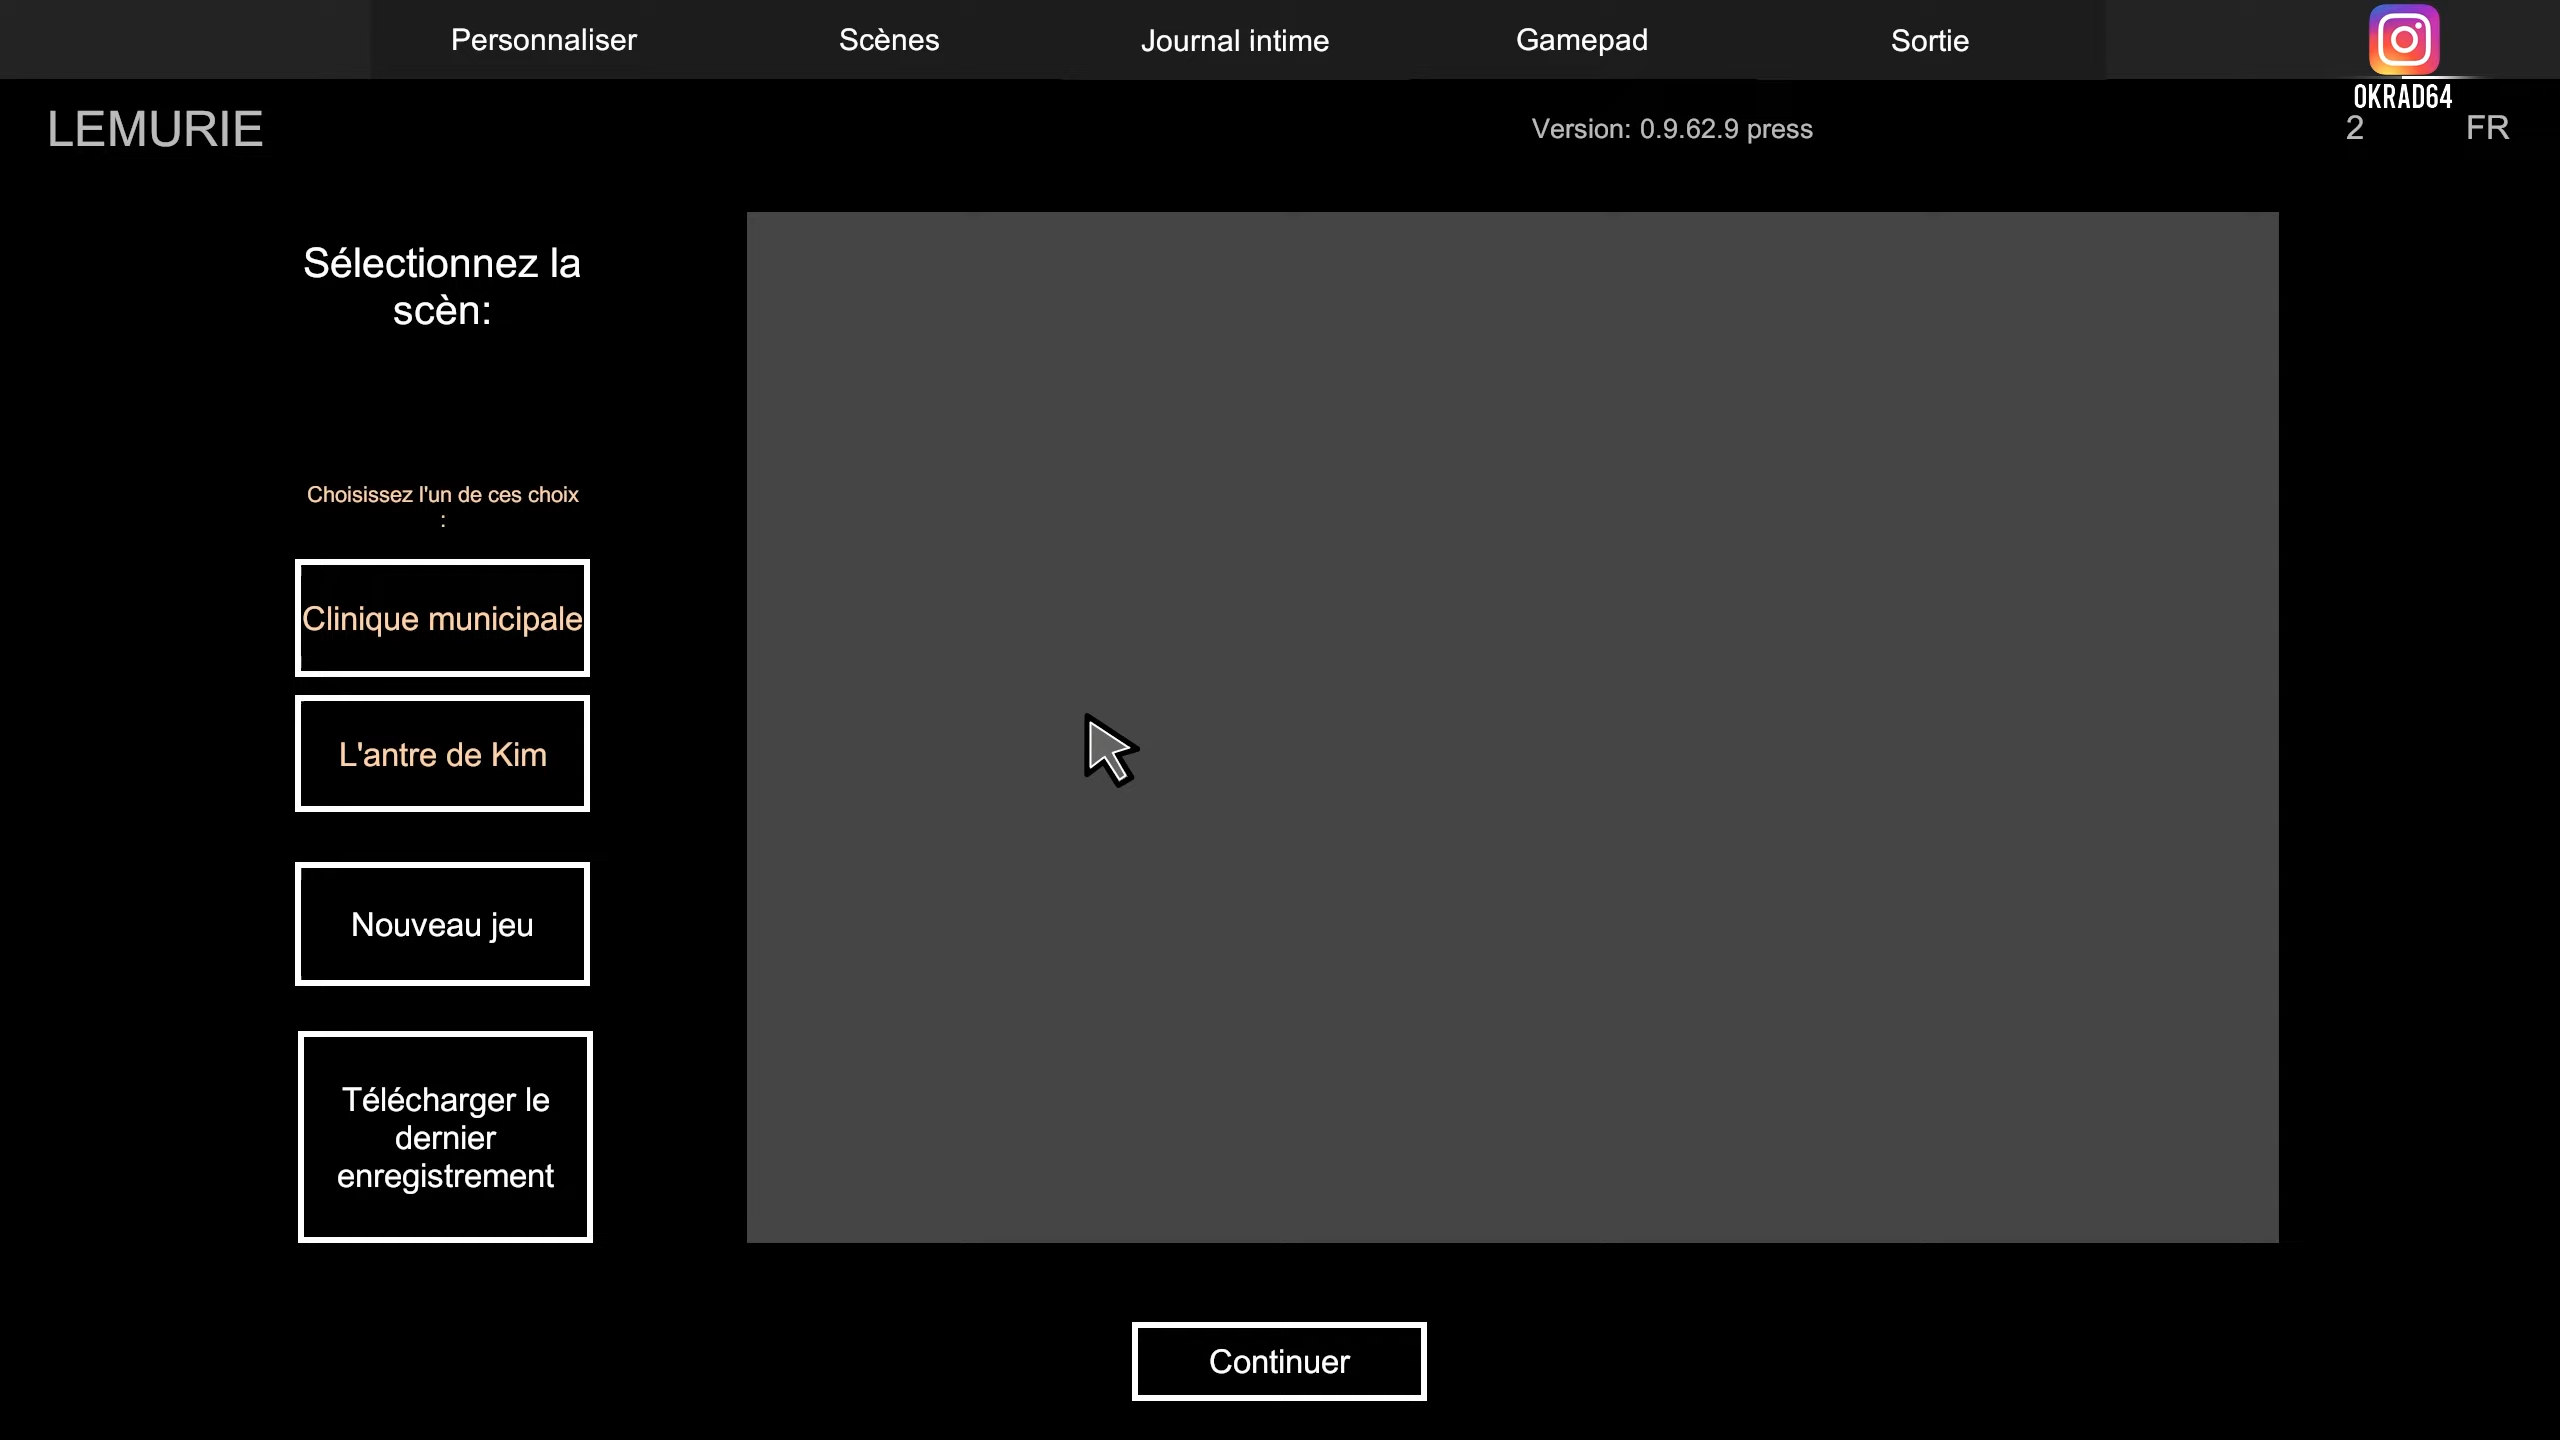 Personnaliser
Scènes
Journal intime
Gamepad
Sortie
OKRAD64
LEMURIE
Version: 0.9.62.9 press
2
FR
Sélectionnez la
scèn:
Choisissez l'un de ces choix
:
Clinique municipale
L'antre de Kim
Nouveau jeu
Télécharger le
dernier
enregistrement
Continuer